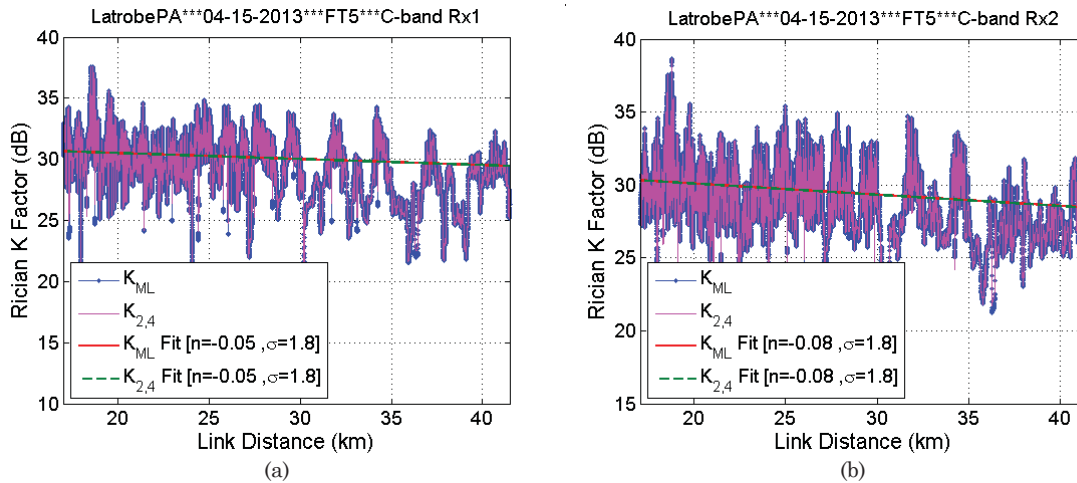 LatrobePA***04-15-2013***FT5***C-band Rx1
Rician K Factor (dB)
40
35
30
25
20
15
10
K_ML
K_2,4
K_ML Fit [n=-0.05 ,σ=1.8]
K_2,4 Fit [n=-0.05 ,σ=1.8]
20 25 30 35 40
Link Distance (km)
(a)
LatrobePA***04-15-2013***FT5***C-band Rx2
Rician K Factor (dB)
40
35
30
25
20
15
K_ML
K_2,4
K_ML Fit [n=-0.08 ,σ=1.8]
K_2,4 Fit [n=-0.08 ,σ=1.8]
20 25 30 35 40
Link Distance (km)
(b)